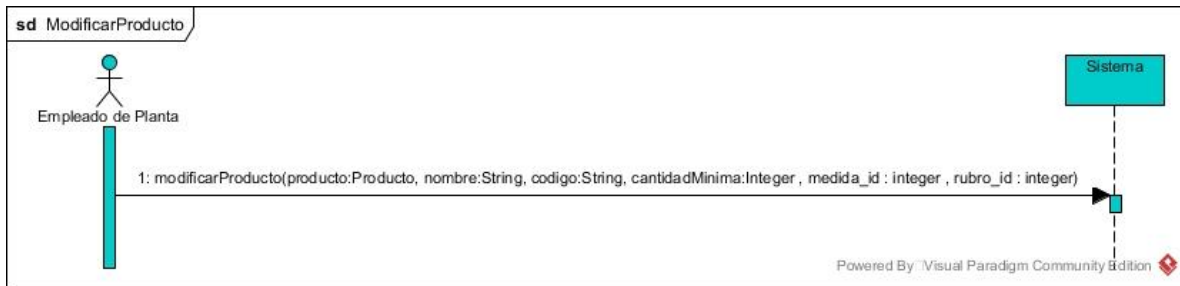 sd ModificarProducto
Sistema
Empleado de Planta
1: modificarProducto(producto:Producto, nombre:String, codigo:String, cantidadMinima:Integer , medida_id : integer , rubro_id : integer)
Powered By Visual Paradigm Community Edition